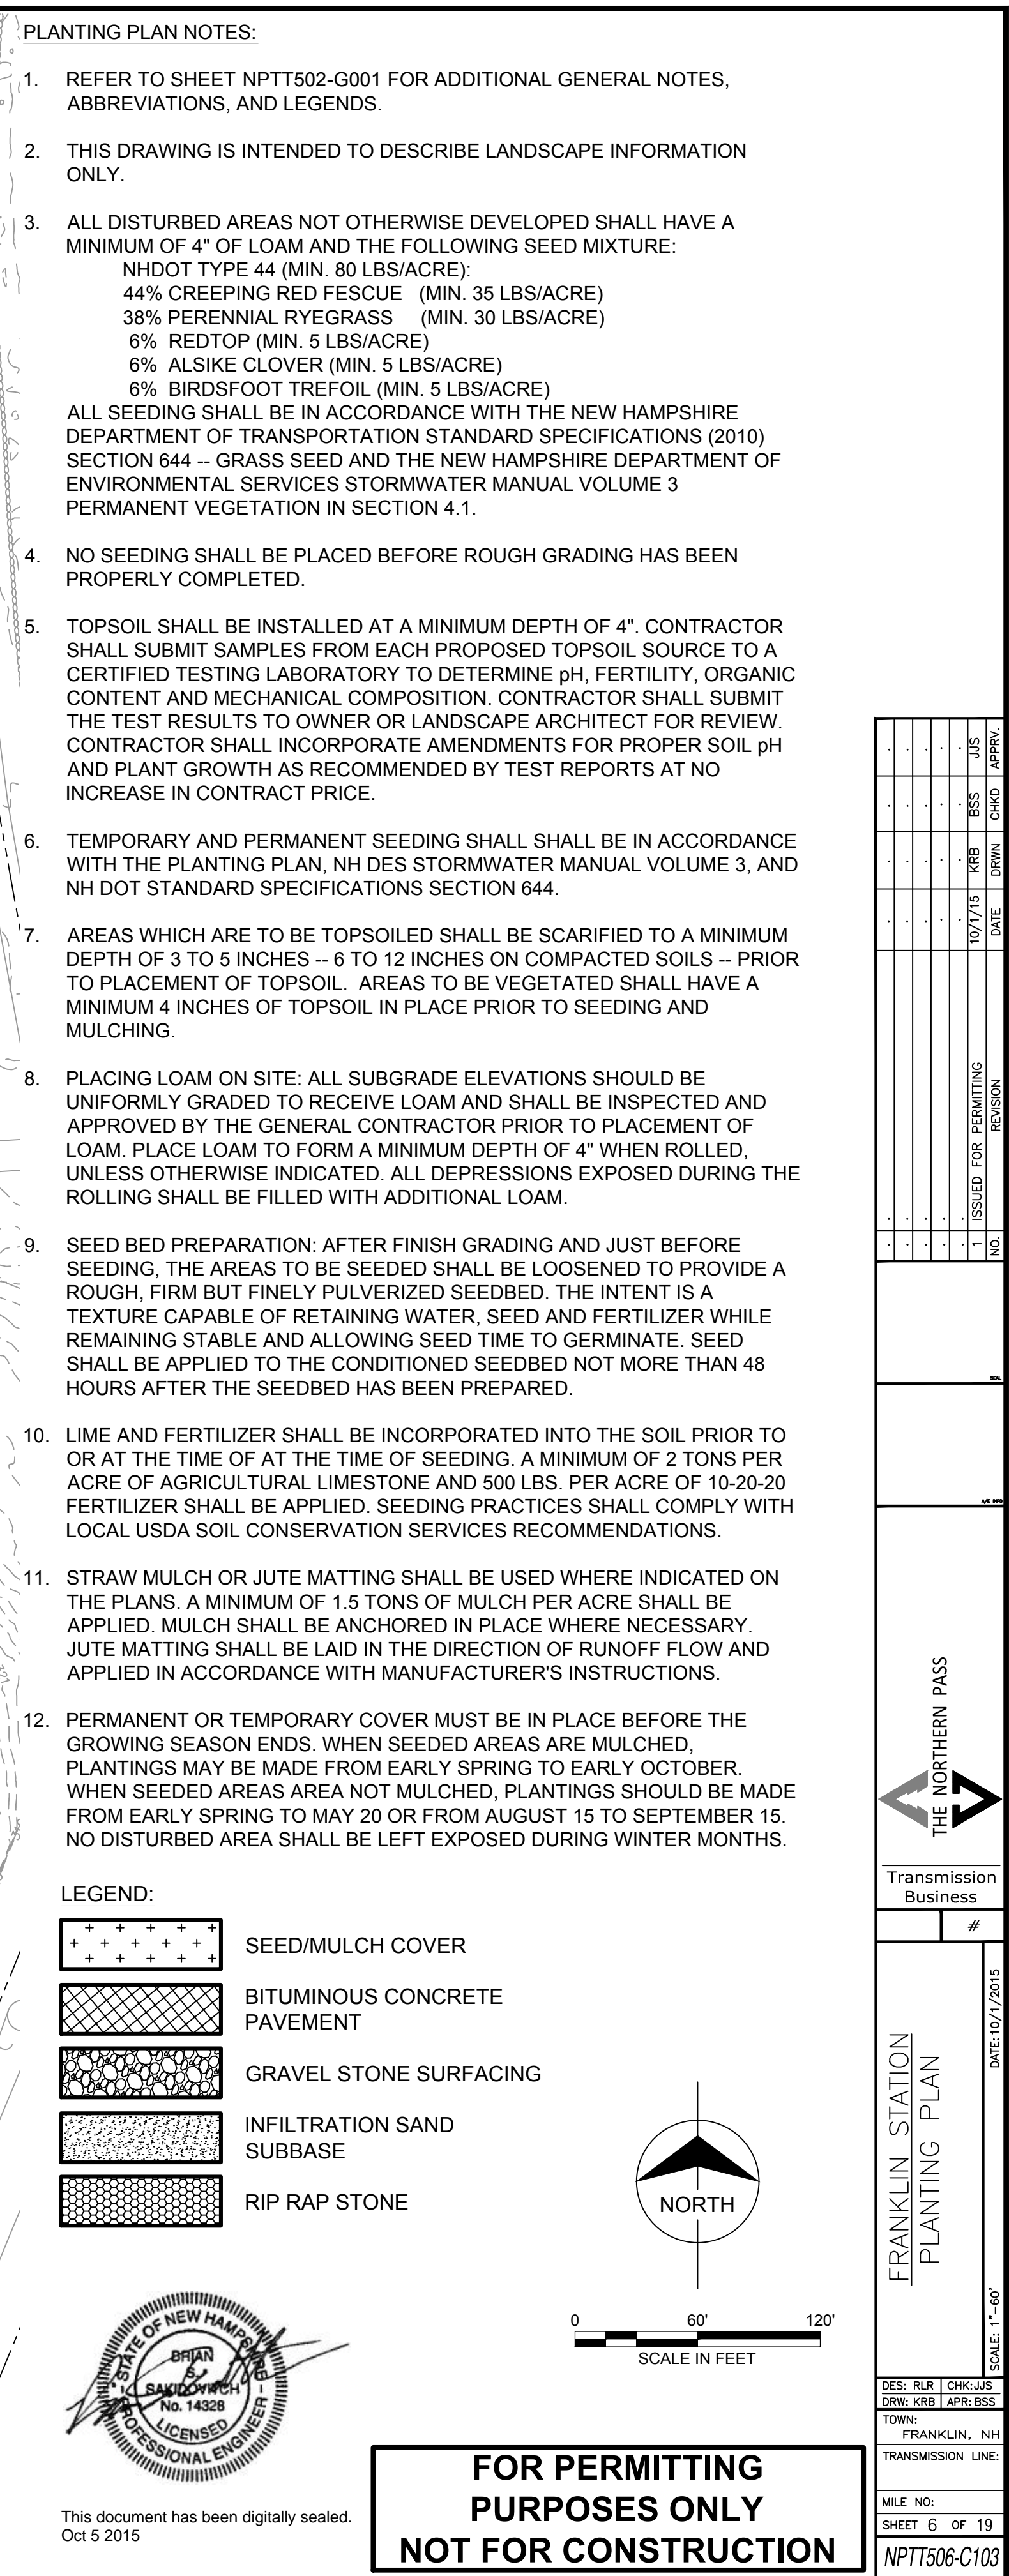 PLANTING PLAN NOTES:
1. REFER TO SHEET NPTT502-G001 FOR ADDITIONAL GENERAL NOTES,
ABBREVIATIONS, AND LEGENDS.
2. THIS DRAWING IS INTENDED TO DESCRIBE LANDSCAPE INFORMATION
ONLY.
3. ALL DISTURBED AREAS NOT OTHERWISE DEVELOPED SHALL HAVE A
MINIMUM OF 4" OF LOAM AND THE FOLLOWING SEED MIXTURE:
NHDOT TYPE 44 (MIN. 80 LBS/ACRE):
44% CREEPING RED FESCUE (MIN. 35 LBS/ACRE)
38% PERENNIAL RYEGRASS (MIN. 30 LBS/ACRE)
6% REDTOP (MIN. 5 LBS/ACRE)
6% ALSIKE CLOVER (MIN. 5 LBS/ACRE)
6% BIRDSFOOT TREFOIL (MIN. 5 LBS/ACRE)
ALL SEEDING SHALL BE IN ACCORDANCE WITH THE NEW HAMPSHIRE
DEPARTMENT OF TRANSPORTATION STANDARD SPECIFICATIONS (2010)
SECTION 644 -- GRASS SEED AND THE NEW HAMPSHIRE DEPARTMENT OF
ENVIRONMENTAL SERVICES STORMWATER MANUAL VOLUME 3
PERMANENT VEGETATION IN SECTION 4.1.
4. NO SEEDING SHALL BE PLACED BEFORE ROUGH GRADING HAS BEEN
PROPERLY COMPLETED.
5. TOPSOIL SHALL BE INSTALLED AT A MINIMUM DEPTH OF 4". CONTRACTOR
SHALL SUBMIT SAMPLES FROM EACH PROPOSED TOPSOIL SOURCE TO A
CERTIFIED TESTING LABORATORY TO DETERMINE pH, FERTILITY, ORGANIC
CONTENT AND MECHANICAL COMPOSITION. CONTRACTOR SHALL SUBMIT
THE TEST RESULTS TO OWNER OR LANDSCAPE ARCHITECT FOR REVIEW.
CONTRACTOR SHALL INCORPORATE AMENDMENTS FOR PROPER SOIL pH
AND PLANT GROWTH AS RECOMMENDED BY TEST REPORTS AT NO
INCREASE IN CONTRACT PRICE.
6. TEMPORARY AND PERMANENT SEEDING SHALL SHALL BE IN ACCORDANCE
WITH THE PLANTING PLAN, NH DES STORMWATER MANUAL VOLUME 3, AND
NH DOT STANDARD SPECIFICATIONS SECTION 644.
7. AREAS WHICH ARE TO BE TOPSOILED SHALL BE SCARIFIED TO A MINIMUM
DEPTH OF 3 TO 5 INCHES -- 6 TO 12 INCHES ON COMPACTED SOILS -- PRIOR
TO PLACEMENT OF TOPSOIL. AREAS TO BE VEGETATED SHALL HAVE A
MINIMUM 4 INCHES OF TOPSOIL IN PLACE PRIOR TO SEEDING AND
MULCHING.
8. PLACING LOAM ON SITE: ALL SUBGRADE ELEVATIONS SHOULD BE
UNIFORMLY GRADED TO RECEIVE LOAM AND SHALL BE INSPECTED AND
APPROVED BY THE GENERAL CONTRACTOR PRIOR TO PLACEMENT OF
LOAM. PLACE LOAM TO FORM A MINIMUM DEPTH OF 4" WHEN ROLLED,
UNLESS OTHERWISE INDICATED. ALL DEPRESSIONS EXPOSED DURING THE
ROLLING SHALL BE FILLED WITH ADDITIONAL LOAM.
9. SEED BED PREPARATION: AFTER FINISH GRADING AND JUST BEFORE
SEEDING, THE AREAS TO BE SEEDED SHALL BE LOOSENED TO PROVIDE A
ROUGH, FIRM BUT FINELY PULVERIZED SEEDBED. THE INTENT IS A
TEXTURE CAPABLE OF RETAINING WATER, SEED AND FERTILIZER WHILE
REMAINING STABLE AND ALLOWING SEED TIME TO GERMINATE. SEED
SHALL BE APPLIED TO THE CONDITIONED SEEDBED NOT MORE THAN 48
HOURS AFTER THE SEEDBED HAS BEEN PREPARED.
10. LIME AND FERTILIZER SHALL BE INCORPORATED INTO THE SOIL PRIOR TO
OR AT THE TIME OF AT THE TIME OF SEEDING. A MINIMUM OF 2 TONS PER
ACRE OF AGRICULTURAL LIMESTONE AND 500 LBS. PER ACRE OF 10-20-20
FERTILIZER SHALL BE APPLIED. SEEDING PRACTICES SHALL COMPLY WITH
LOCAL USDA SOIL CONSERVATION SERVICES RECOMMENDATIONS.
11. STRAW MULCH OR JUTE MATTING SHALL BE USED WHERE INDICATED ON
THE PLANS. A MINIMUM OF 1.5 TONS OF MULCH PER ACRE SHALL BE
APPLIED. MULCH SHALL BE ANCHORED IN PLACE WHERE NECESSARY.
JUTE MATTING SHALL BE LAID IN THE DIRECTION OF RUNOFF FLOW AND
APPLIED IN ACCORDANCE WITH MANUFACTURER'S INSTRUCTIONS.
12. PERMANENT OR TEMPORARY COVER MUST BE IN PLACE BEFORE THE
GROWING SEASON ENDS. WHEN SEEDED AREAS ARE MULCHED,
PLANTINGS MAY BE MADE FROM EARLY SPRING TO EARLY OCTOBER.
WHEN SEEDED AREAS AREA NOT MULCHED, PLANTINGS SHOULD BE MADE
FROM EARLY SPRING TO MAY 20 OR FROM AUGUST 15 TO SEPTEMBER 15.
NO DISTURBED AREA SHALL BE LEFT EXPOSED DURING WINTER MONTHS.
LEGEND:
SEED/MULCH COVER
BITUMINOUS CONCRETE
PAVEMENT
GRAVEL STONE SURFACING
INFILTRATION SAND
SUBBASE
RIP RAP STONE
NORTH
0 60' 120'
SCALE IN FEET
STATE OF NEW HAMPSHIRE
BRIAN
S.
SAKIDOVITCH
No. 14328
LICENSED
PROFESSIONAL ENGINEER
This document has been digitally sealed.
Oct 5 2015
FOR PERMITTING
PURPOSES ONLY
NOT FOR CONSTRUCTION
1 ISSUED FOR PERMITTING 10/1/15 KRB BSS JJS
NO. REVISION DATE DRWN CHKD APPRV.
SEAL
A/E INFO
THE NORTHERN PASS
Transmission
Business
#
FRANKLIN STATION
PLANTING PLAN
SCALE: 1"-60' DATE: 10/1/2015
DES: RLR CHK: JJS
DRW: KRB APR: BSS
TOWN:
FRANKLIN, NH
TRANSMISSION LINE:
MILE NO:
SHEET 6 OF 19
NPTT506-C103